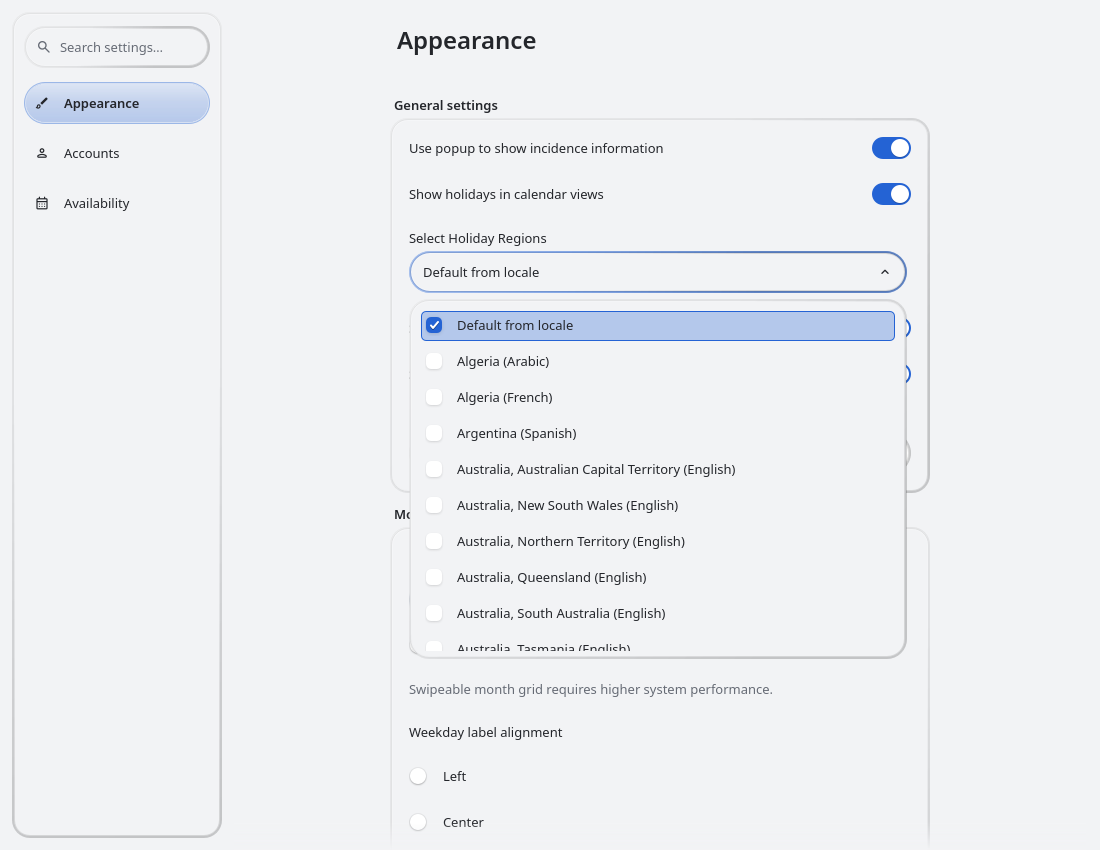 Search settings...
Appearance
Accounts
Availability
Appearance
General settings
Use popup to show incidence information
Show holidays in calendar views
Select Holiday Regions
Default from locale
Default from locale
Algeria (Arabic)
Algeria (French)
Argentina (Spanish)
Australia, Australian Capital Territory (English)
Australia, New South Wales (English)
Australia, Northern Territory (English)
Australia, Queensland (English)
Australia, South Australia (English)
Australia, Tasmania (English)
Swipeable month grid requires higher system performance.
Weekday label alignment
Left
Center